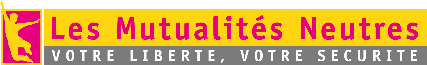 Les Mutualités Neutres
VOTRE LIBERTE, VOTRE SECURITE